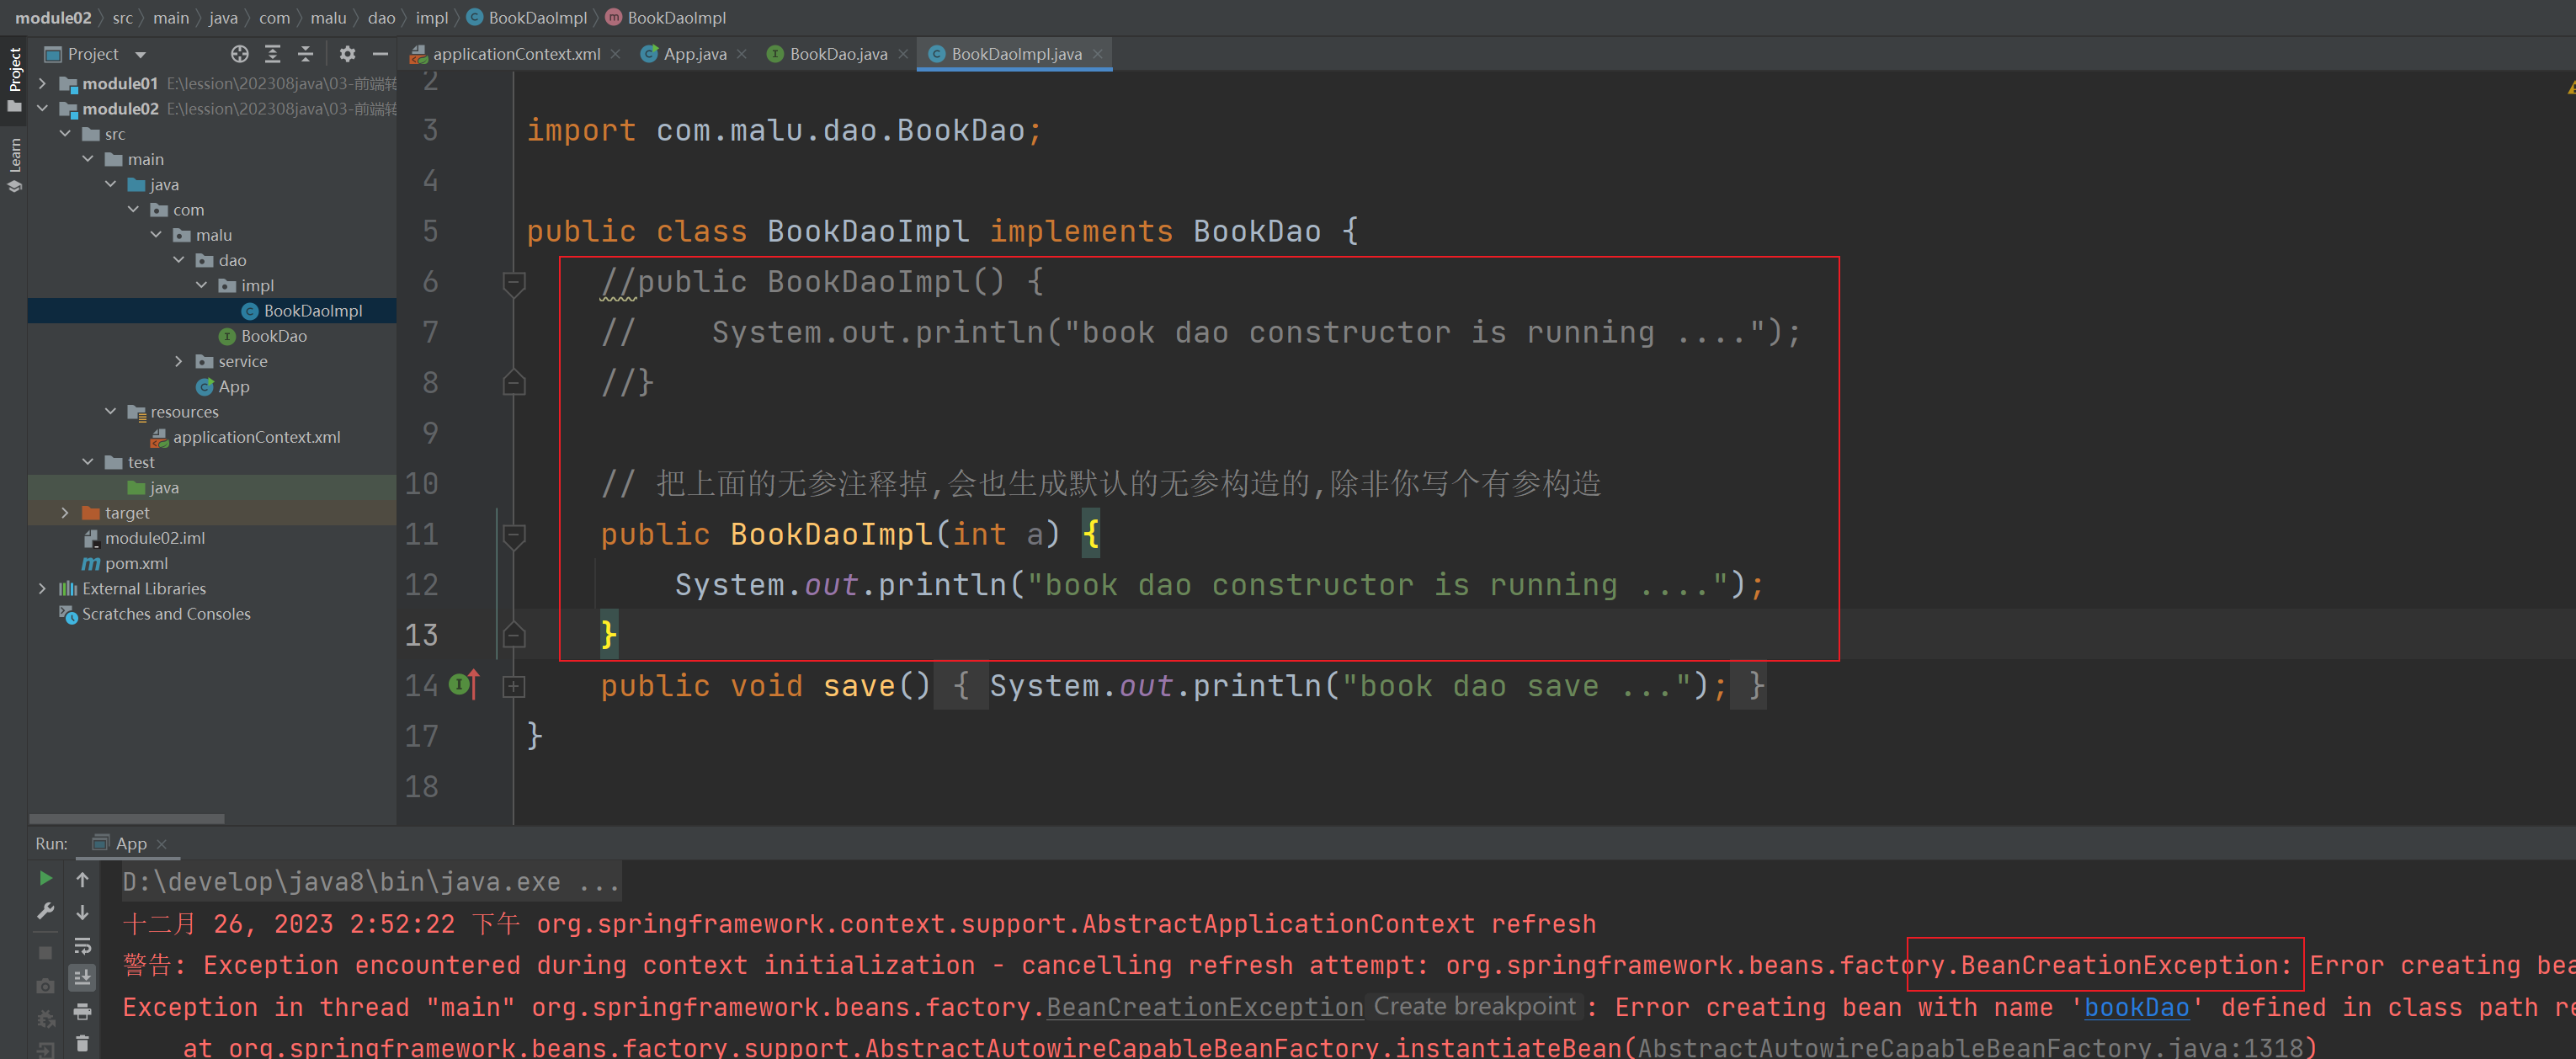 module02 src main java com malu dao impl BookDaoImpl BookDaoImpl
Project
applicationContext.xml App.java BookDao.java BookDaoImpl.java
Project
Learn
module01 E:\lession\202308java\03-前端转
module02 E:\lession\202308java\03-前端转
src
main
java
com
malu
dao
impl
BookDaoImpl
BookDao
service
App
resources
applicationContext.xml
test
java
target
module02.iml
pom.xml
External Libraries
Scratches and Consoles
2
3 import com.malu.dao.BookDao;
4
5 public class BookDaoImpl implements BookDao {
6 //public BookDaoImpl() {
7 //    System.out.println("book dao constructor is running ....");
8 //}
9
10 // 把上面的无参注释掉,会也生成默认的无参构造的,除非你写个有参构造
11 public BookDaoImpl(int a) {
12 System.out.println("book dao constructor is running ....");
13 }
14 public void save() { System.out.println("book dao save ..."); }
17 }
18
Run: App
D:\develop\java8\bin\java.exe ...
十二月 26, 2023 2:52:22 下午 org.springframework.context.support.AbstractApplicationContext refresh
警告: Exception encountered during context initialization - cancelling refresh attempt: org.springframework.beans.factory.BeanCreationException: Error creating bea
Exception in thread "main" org.springframework.beans.factory.BeanCreationException Create breakpoint : Error creating bean with name 'bookDao' defined in class path re
at org.springframework.beans.factory.support.AbstractAutowireCapableBeanFactory.instantiateBean(AbstractAutowireCapableBeanFactory.java:1318)